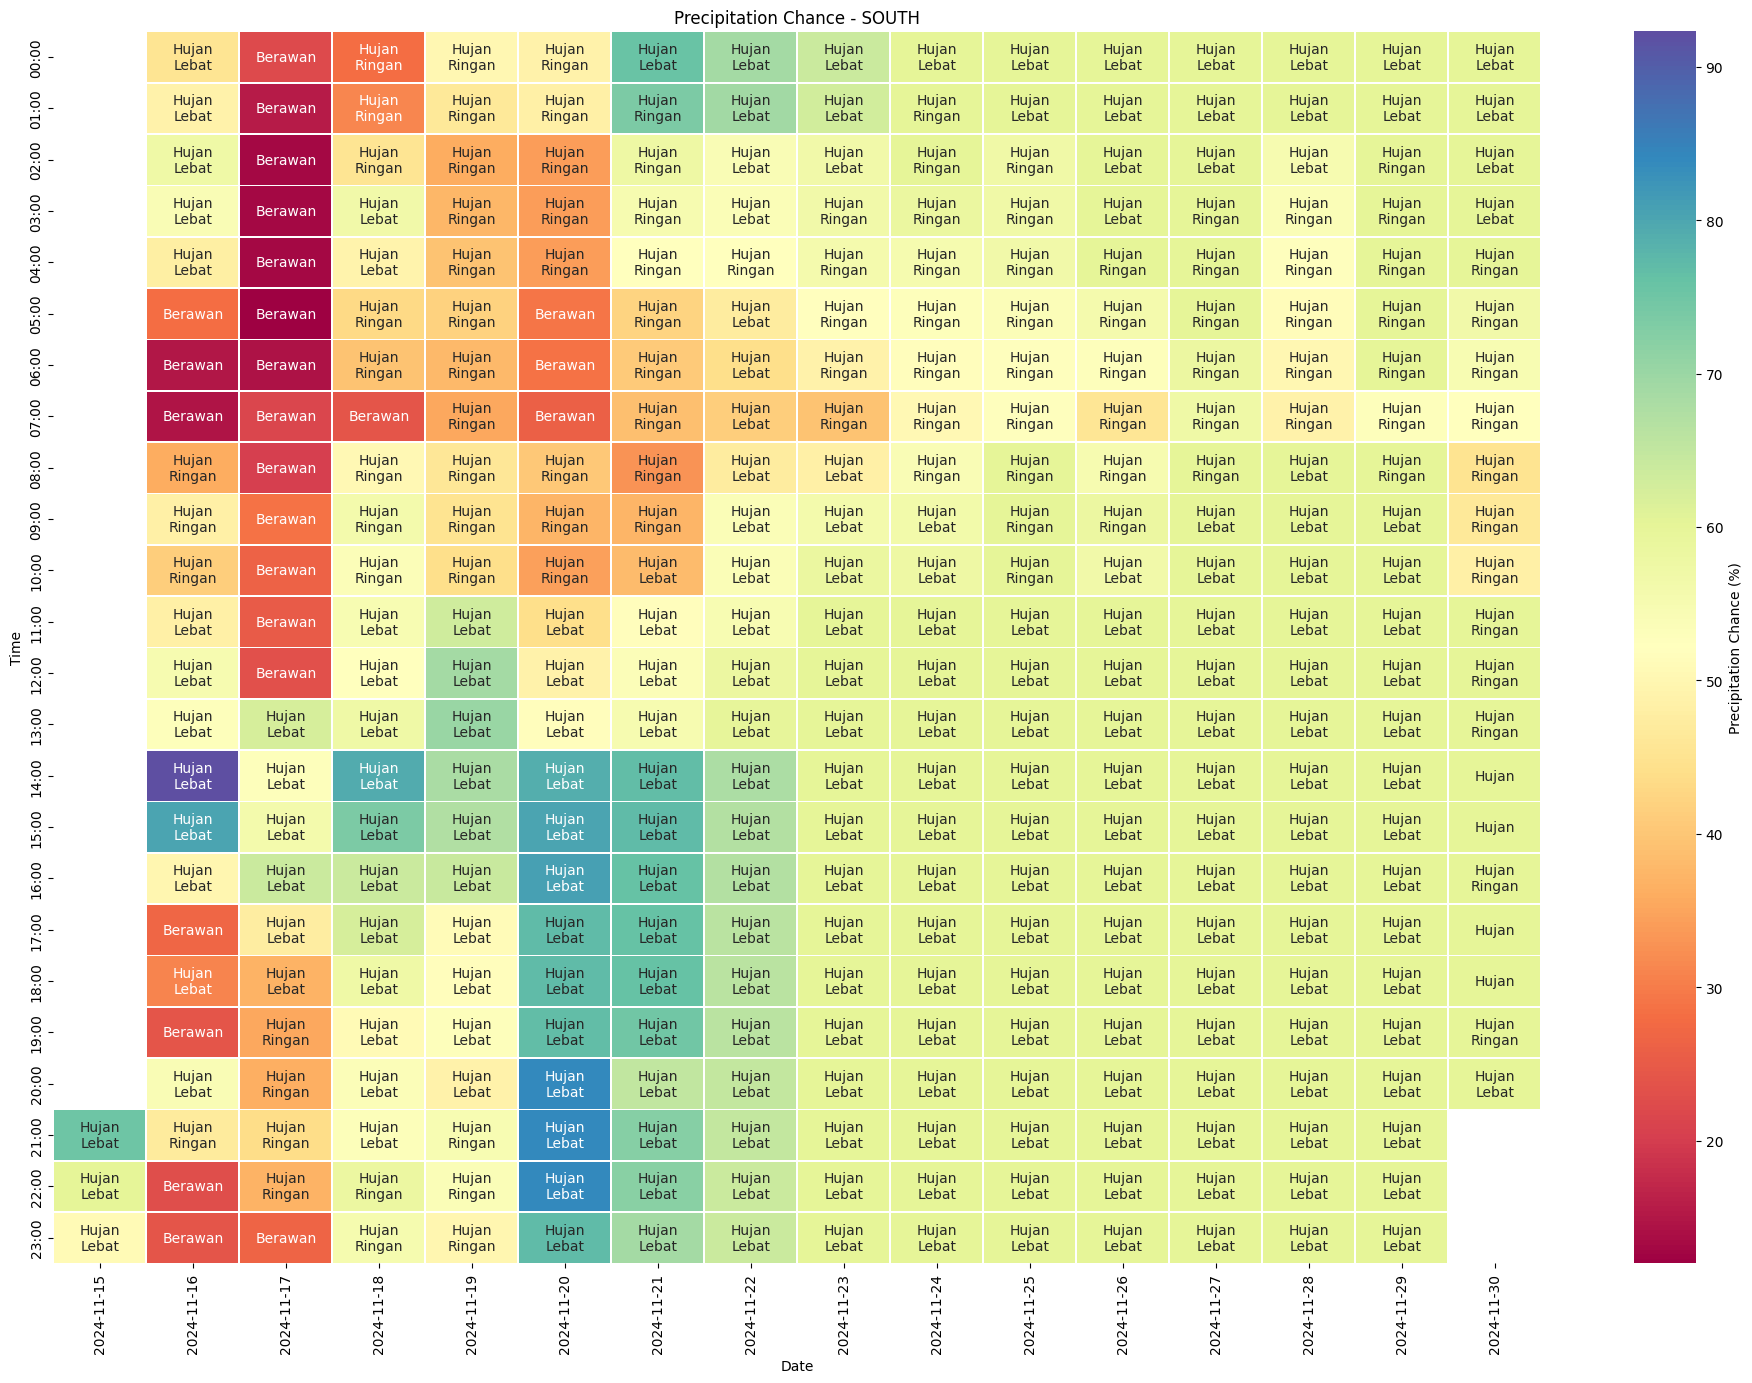 Precipitation Chance - SOUTH
00:00 Hujan Lebat Berawan Hujan Ringan Hujan Ringan Hujan Ringan Hujan Lebat Hujan Lebat Hujan Lebat Hujan Lebat Hujan Lebat Hujan Lebat Hujan Lebat Hujan Lebat Hujan Lebat Hujan Lebat
01:00 Hujan Lebat Berawan Hujan Ringan Hujan Ringan Hujan Ringan Hujan Ringan Hujan Lebat Hujan Lebat Hujan Ringan Hujan Lebat Hujan Lebat Hujan Lebat Hujan Lebat Hujan Lebat Hujan Lebat
02:00 Hujan Lebat Berawan Hujan Ringan Hujan Ringan Hujan Ringan Hujan Ringan Hujan Lebat Hujan Lebat Hujan Ringan Hujan Ringan Hujan Lebat Hujan Lebat Hujan Lebat Hujan Ringan Hujan Lebat
03:00 Hujan Lebat Berawan Hujan Lebat Hujan Ringan Hujan Ringan Hujan Ringan Hujan Lebat Hujan Ringan Hujan Ringan Hujan Ringan Hujan Lebat Hujan Ringan Hujan Ringan Hujan Ringan Hujan Lebat
04:00 Hujan Lebat Berawan Hujan Lebat Hujan Ringan Hujan Ringan Hujan Ringan Hujan Ringan Hujan Ringan Hujan Ringan Hujan Ringan Hujan Ringan Hujan Ringan Hujan Ringan Hujan Ringan Hujan Ringan
05:00 Berawan Berawan Hujan Ringan Hujan Ringan Berawan Hujan Ringan Hujan Lebat Hujan Ringan Hujan Ringan Hujan Ringan Hujan Ringan Hujan Ringan Hujan Ringan Hujan Ringan Hujan Ringan
06:00 Berawan Berawan Hujan Ringan Hujan Ringan Berawan Hujan Ringan Hujan Lebat Hujan Ringan Hujan Ringan Hujan Ringan Hujan Ringan Hujan Ringan Hujan Ringan Hujan Ringan Hujan Ringan
07:00 Berawan Berawan Berawan Hujan Ringan Berawan Hujan Ringan Hujan Lebat Hujan Ringan Hujan Ringan Hujan Ringan Hujan Ringan Hujan Ringan Hujan Ringan Hujan Ringan Hujan Ringan
08:00 Hujan Ringan Berawan Hujan Ringan Hujan Ringan Hujan Ringan Hujan Ringan Hujan Lebat Hujan Lebat Hujan Ringan Hujan Ringan Hujan Ringan Hujan Ringan Hujan Lebat Hujan Ringan Hujan Ringan
09:00 Hujan Ringan Berawan Hujan Ringan Hujan Ringan Hujan Ringan Hujan Ringan Hujan Lebat Hujan Lebat Hujan Lebat Hujan Ringan Hujan Ringan Hujan Lebat Hujan Lebat Hujan Lebat Hujan Ringan
10:00 Hujan Ringan Berawan Hujan Ringan Hujan Ringan Hujan Ringan Hujan Lebat Hujan Lebat Hujan Lebat Hujan Lebat Hujan Ringan Hujan Lebat Hujan Lebat Hujan Lebat Hujan Lebat Hujan Ringan
11:00 Hujan Lebat Berawan Hujan Lebat Hujan Lebat Hujan Lebat Hujan Lebat Hujan Lebat Hujan Lebat Hujan Lebat Hujan Lebat Hujan Lebat Hujan Lebat Hujan Lebat Hujan Lebat Hujan Ringan
12:00 Hujan Lebat Berawan Hujan Lebat Hujan Lebat Hujan Lebat Hujan Lebat Hujan Lebat Hujan Lebat Hujan Lebat Hujan Lebat Hujan Lebat Hujan Lebat Hujan Lebat Hujan Lebat Hujan Ringan
13:00 Hujan Lebat Hujan Lebat Hujan Lebat Hujan Lebat Hujan Lebat Hujan Lebat Hujan Lebat Hujan Lebat Hujan Lebat Hujan Lebat Hujan Lebat Hujan Lebat Hujan Lebat Hujan Lebat Hujan Ringan
14:00 Hujan Lebat Hujan Lebat Hujan Lebat Hujan Lebat Hujan Lebat Hujan Lebat Hujan Lebat Hujan Lebat Hujan Lebat Hujan Lebat Hujan Lebat Hujan Lebat Hujan Lebat Hujan Lebat Hujan
15:00 Hujan Lebat Hujan Lebat Hujan Lebat Hujan Lebat Hujan Lebat Hujan Lebat Hujan Lebat Hujan Lebat Hujan Lebat Hujan Lebat Hujan Lebat Hujan Lebat Hujan Lebat Hujan Lebat Hujan
16:00 Hujan Lebat Hujan Lebat Hujan Lebat Hujan Lebat Hujan Lebat Hujan Lebat Hujan Lebat Hujan Lebat Hujan Lebat Hujan Lebat Hujan Lebat Hujan Lebat Hujan Lebat Hujan Lebat Hujan Ringan
17:00 Berawan Hujan Lebat Hujan Lebat Hujan Lebat Hujan Lebat Hujan Lebat Hujan Lebat Hujan Lebat Hujan Lebat Hujan Lebat Hujan Lebat Hujan Lebat Hujan Lebat Hujan Lebat Hujan
18:00 Hujan Lebat Hujan Lebat Hujan Lebat Hujan Lebat Hujan Lebat Hujan Lebat Hujan Lebat Hujan Lebat Hujan Lebat Hujan Lebat Hujan Lebat Hujan Lebat Hujan Lebat Hujan Lebat Hujan
19:00 Berawan Hujan Ringan Hujan Lebat Hujan Lebat Hujan Lebat Hujan Lebat Hujan Lebat Hujan Lebat Hujan Lebat Hujan Lebat Hujan Lebat Hujan Lebat Hujan Lebat Hujan Lebat Hujan Ringan
20:00 Hujan Lebat Hujan Ringan Hujan Lebat Hujan Lebat Hujan Lebat Hujan Lebat Hujan Lebat Hujan Lebat Hujan Lebat Hujan Lebat Hujan Lebat Hujan Lebat Hujan Lebat Hujan Lebat Hujan Lebat
21:00 Hujan Lebat Hujan Ringan Hujan Ringan Hujan Lebat Hujan Ringan Hujan Lebat Hujan Lebat Hujan Lebat Hujan Lebat Hujan Lebat Hujan Lebat Hujan Lebat Hujan Lebat Hujan Lebat Hujan Lebat
22:00 Hujan Lebat Berawan Hujan Ringan Hujan Ringan Hujan Ringan Hujan Lebat Hujan Lebat Hujan Lebat Hujan Lebat Hujan Lebat Hujan Lebat Hujan Lebat Hujan Lebat Hujan Lebat Hujan Lebat
23:00 Hujan Lebat Berawan Berawan Hujan Ringan Hujan Ringan Hujan Lebat Hujan Lebat Hujan Lebat Hujan Lebat Hujan Lebat Hujan Lebat Hujan Lebat Hujan Lebat Hujan Lebat Hujan Lebat
Time
2024-11-15
2024-11-16
2024-11-17
2024-11-18
2024-11-19
2024-11-20
2024-11-21
2024-11-22
2024-11-23
2024-11-24
2024-11-25
2024-11-26
2024-11-27
2024-11-28
2024-11-29
2024-11-30
Date
90
80
70
60
50
40
30
20
Precipitation Chance (%)